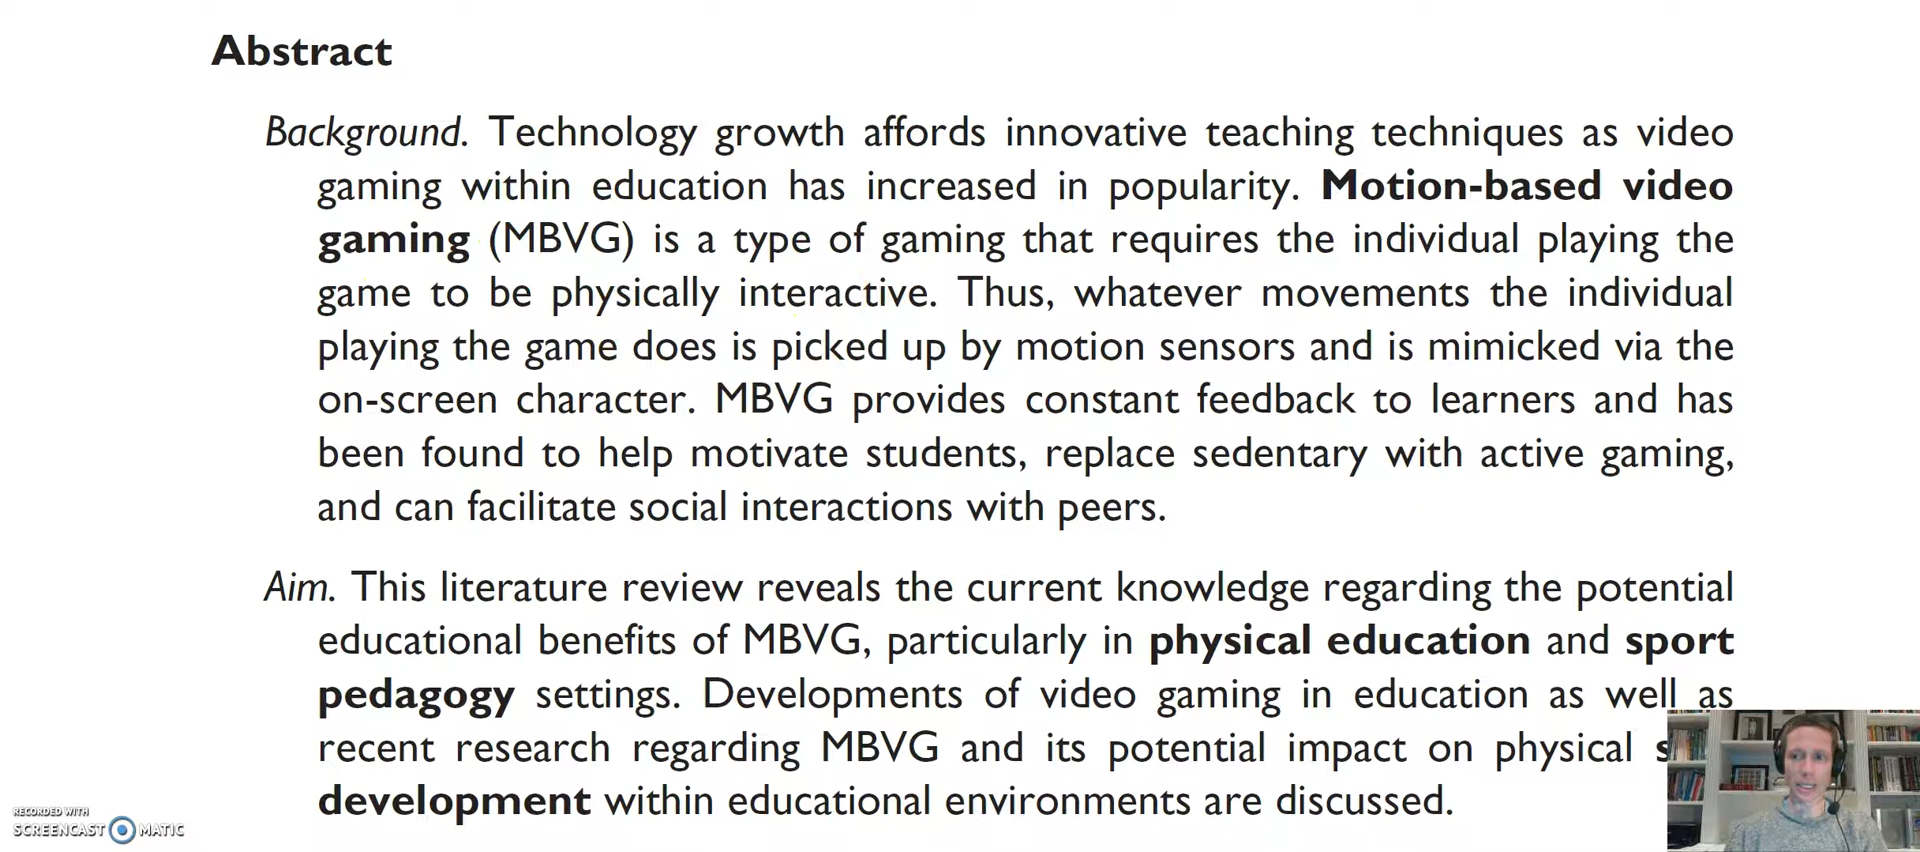 Abstract
Background. Technology growth affords innovative teaching techniques as video
gaming within education has increased in popularity. Motion-based video
gaming (MBVG) is a type of gaming that requires the individual playing the
game to be physically interactive. Thus, whatever movements the individual
playing the game does is picked up by motion sensors and is mimicked via the
on-screen character. MBVG provides constant feedback to learners and has
been found to help motivate students, replace sedentary with active gaming,
and can facilitate social interactions with peers.
Aim. This literature review reveals the current knowledge regarding the potential
educational benefits of MBVG, particularly in physical education and sport
pedagogy settings. Developments of video gaming in education as well as
recent research regarding MBVG and its potential impact on physical
development within educational environments are discussed.
RECORDED WITH
SCREENCAST MATIC